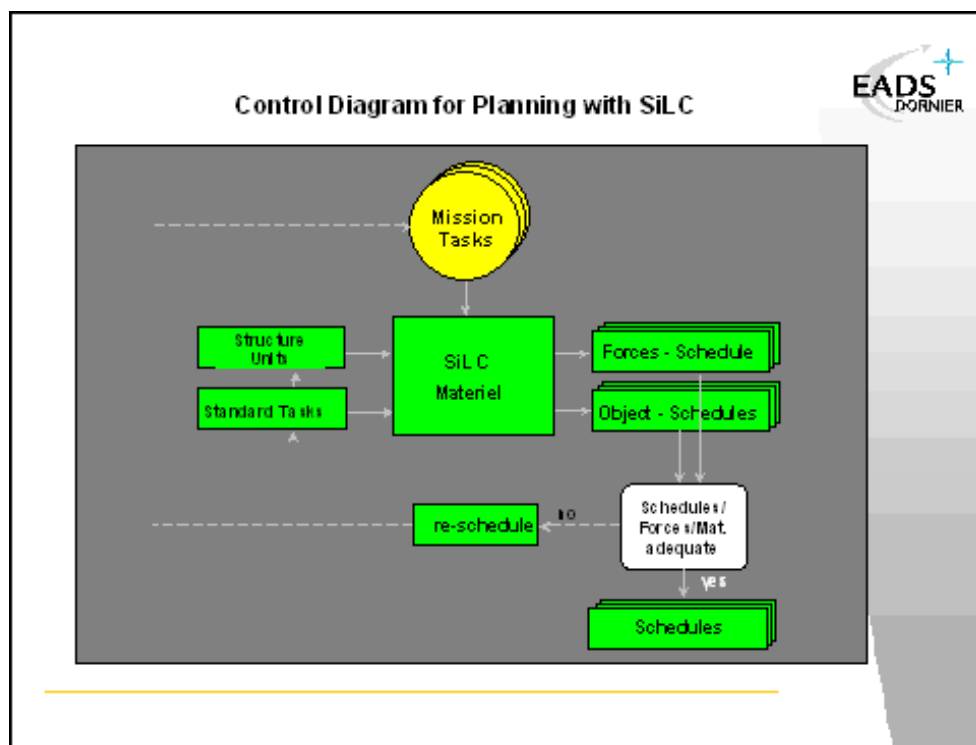 EADS
DORNIER
Control Diagram for Planning with SiLC
Mission
Tasks
Structure
Units
SiLC
Materiel
Forces - Schedule
Standard Tasks
Object - Schedules
re-schedule
no
Schedules/
Forces/Mat.
adequate
yes
Schedules